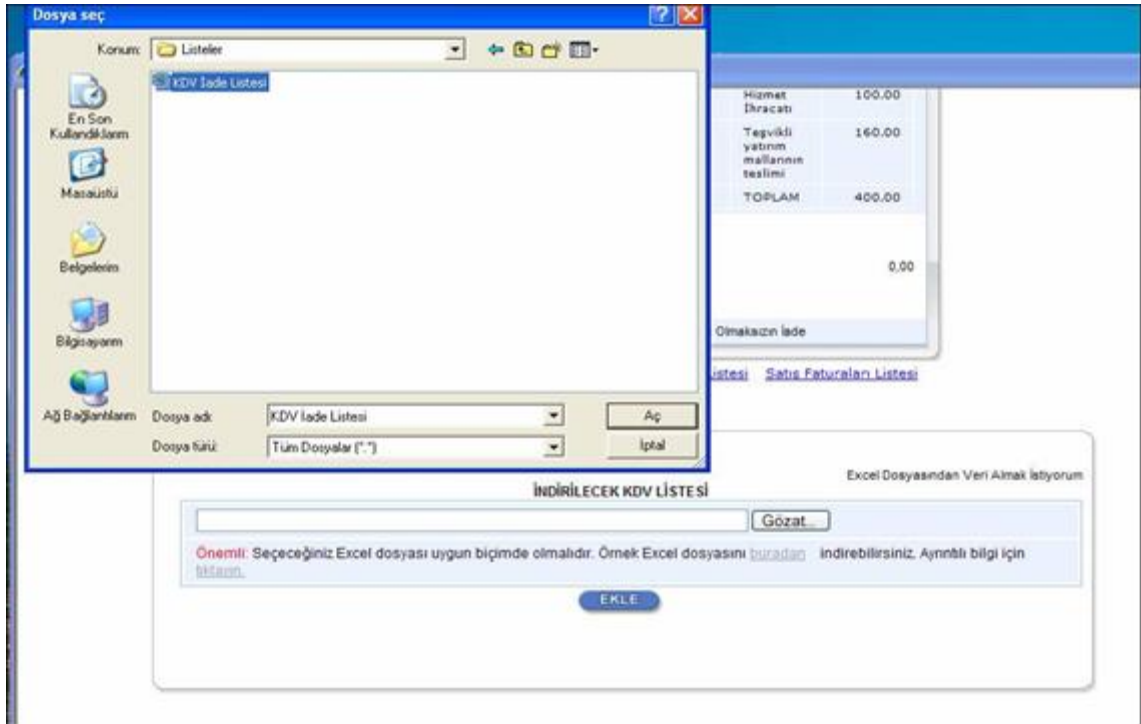 Dosya seç
Konum: Listeler
KDV İade Listesi
En Son
Kullandıklarım
Masaüstü
Belgelerim
Bilgisayarım
Ağ Bağlantılarım
Dosya adı: KDV İade Listesi Aç
Dosya türü: Tüm Dosyalar (*.*) İptal
Hizmet
İhracatı
100.00
Teşvikli
yatırım
mallarının
teslimi
160.00
TOPLAM 400.00
0,00
Olmaksızın İade
istesi Satış Faturaları Listesi
Excel Dosyasından Veri Almak İstiyorum
İNDİRİLECEK KDV LİSTESİ
Gözat...
Önemli: Seçeceğiniz Excel dosyası uygun biçimde olmalıdır. Örnek Excel dosyasını buradan indirebilirsiniz. Ayrıntılı bilgi için
tıklayın.
EKLE